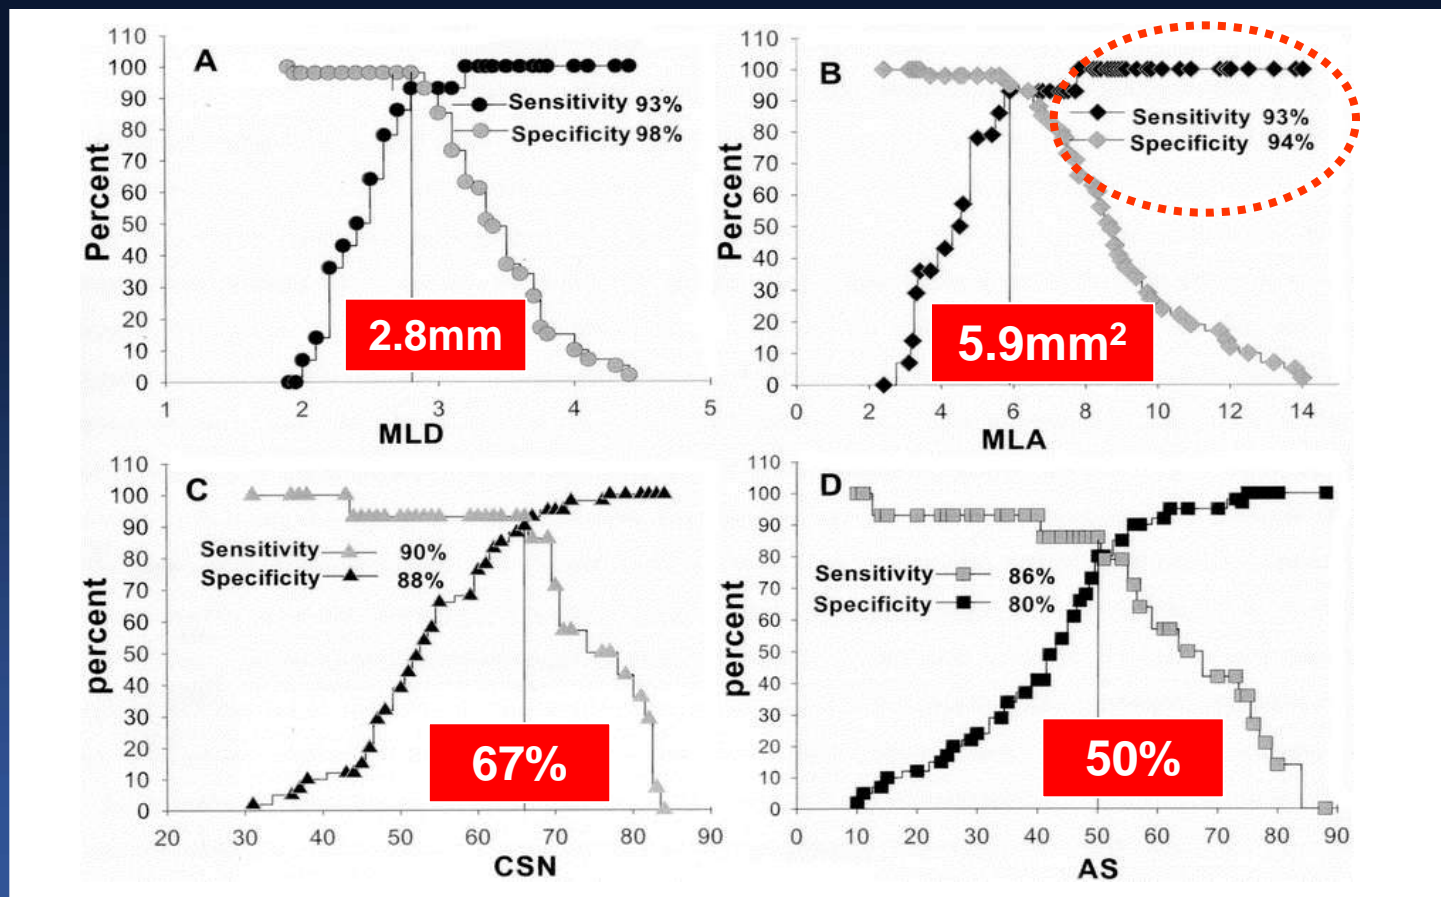 A
110
100
90
80
70
60
50
40
30
20
10
0
Percent
Sensitivity 93%
Specificity 98%
2.8mm
1 2 3 4 5
MLD
B
110
100
90
80
70
60
50
40
30
20
10
0
Percent
Sensitivity 93%
Specificity 94%
5.9mm²
0 2 4 6 8 10 12 14
MLA
C
110
100
90
80
70
60
50
40
30
20
10
0
percent
Sensitivity 90%
Specificity 88%
67%
20 30 40 50 60 70 80 90
CSN
D
110
100
90
80
70
60
50
40
30
20
10
0
percent
Sensitivity 86%
Specificity 80%
50%
0 10 20 30 40 50 60 70 80 90
AS